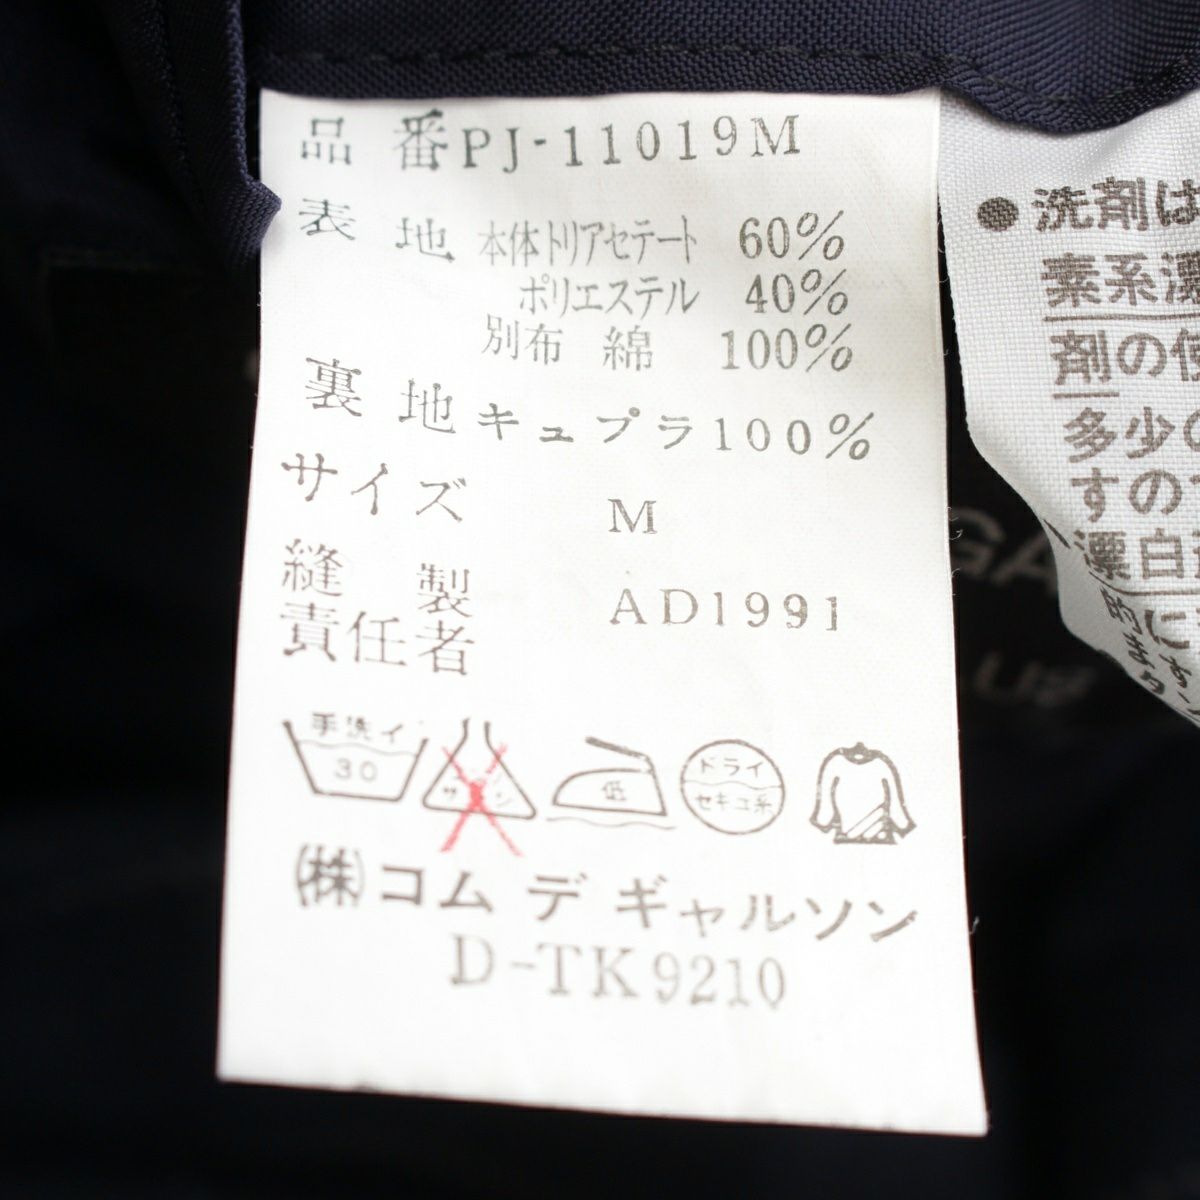 品番 PJ-11019M
表地 本体トリアセテート 60%
ポリエステル 40%
別布 綿 100%
裏地 キュプラ100%
サイズ M
縫製 AD1991
責任者
手洗イ
30
低
ドライ
セキユ系
㈱コム デ ギャルソン
D-TK9210
●洗剤は
素系漂
剤の使
多少の
すの
漂白
に
GA